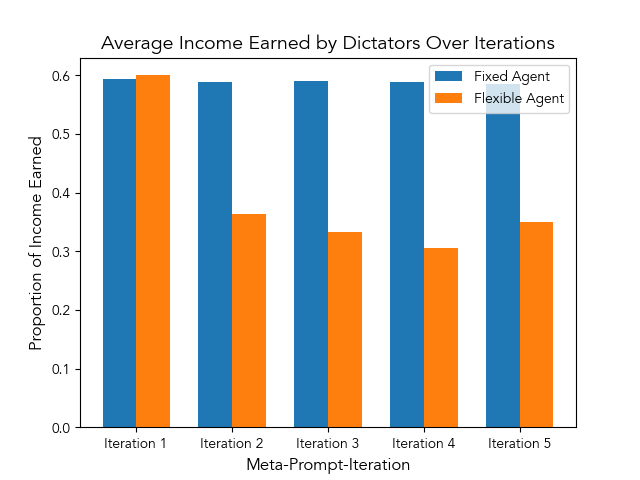 Average Income Earned by Dictators Over Iterations
Fixed Agent
Flexible Agent
Proportion of Income Earned
0.6
0.5
0.4
0.3
0.2
0.1
0.0
Iteration 1
Iteration 2
Iteration 3
Iteration 4
Iteration 5
Meta-Prompt-Iteration